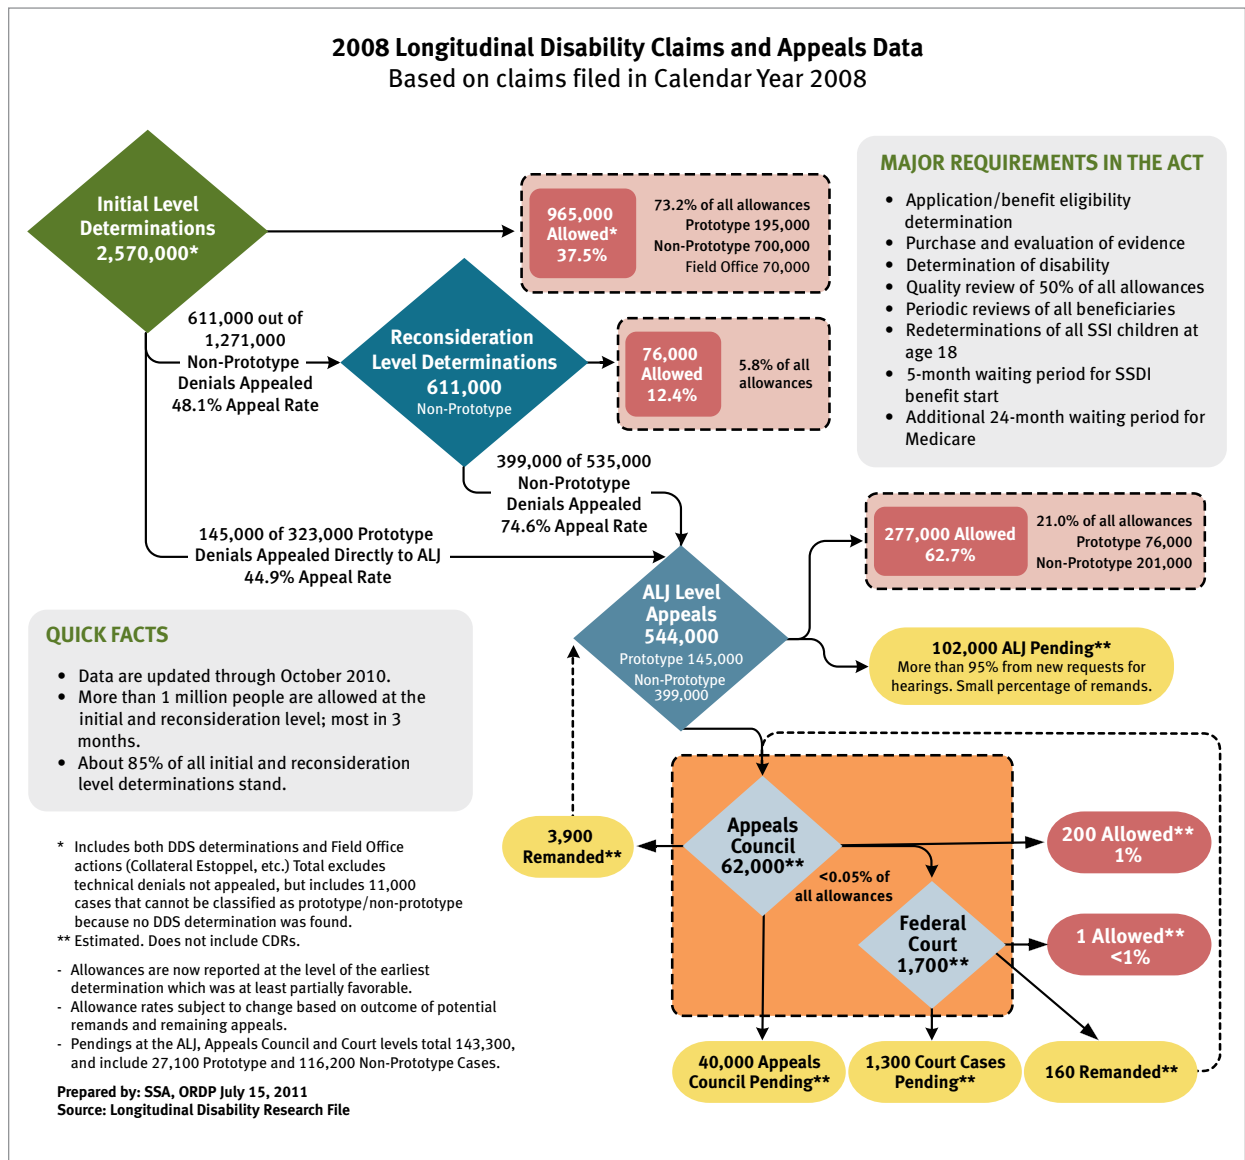 2008 Longitudinal Disability Claims and Appeals Data
Based on claims filed in Calendar Year 2008
Initial Level
Determinations
2,570,000*
965,000
Allowed*
37.5%
73.2% of all allowances
Prototype 195,000
Non-Prototype 700,000
Field Office 70,000
MAJOR REQUIREMENTS IN THE ACT
• Application/benefit eligibility
determination
• Purchase and evaluation of evidence
• Determination of disability
• Quality review of 50% of all allowances
• Periodic reviews of all beneficiaries
• Redeterminations of all SSI children at
age 18
• 5-month waiting period for SSDI
benefit start
• Additional 24-month waiting period for
Medicare
611,000 out of
1,271,000
Non-Prototype
Denials Appealed
48.1% Appeal Rate
Reconsideration
Level Determinations
611,000
Non-Prototype
76,000
Allowed
12.4%
5.8% of all
allowances
399,000 of 535,000
Non-Prototype
Denials Appealed
74.6% Appeal Rate
145,000 of 323,000 Prototype
Denials Appealed Directly to ALJ
44.9% Appeal Rate
277,000 Allowed
62.7%
21.0% of all allowances
Prototype 76,000
Non-Prototype 201,000
ALJ Level
Appeals
544,000
Prototype 145,000
Non-Prototype
399,000
102,000 ALJ Pending**
More than 95% from new requests for
hearings. Small percentage of remands.
QUICK FACTS
• Data are updated through October 2010.
• More than 1 million people are allowed at the
initial and reconsideration level; most in 3
months.
• About 85% of all initial and reconsideration
level determinations stand.
3,900
Remanded**
Appeals
Council
62,000**
<0.05% of
all allowances
200 Allowed**
1%
Federal
Court
1,700**
1 Allowed**
<1%
40,000 Appeals
Council Pending**
1,300 Court Cases
Pending**
160 Remanded**
* Includes both DDS determinations and Field Office
actions (Collateral Estoppel, etc.) Total excludes
technical denials not appealed, but includes 11,000
cases that cannot be classified as prototype/non-prototype
because no DDS determination was found.
** Estimated. Does not include CDRs.
- Allowances are now reported at the level of the earliest
determination which was at least partially favorable.
- Allowance rates subject to change based on outcome of potential
remands and remaining appeals.
- Pendings at the ALJ, Appeals Council and Court levels total 143,300,
and include 27,100 Prototype and 116,200 Non-Prototype Cases.
Prepared by: SSA, ORDP July 15, 2011
Source: Longitudinal Disability Research File